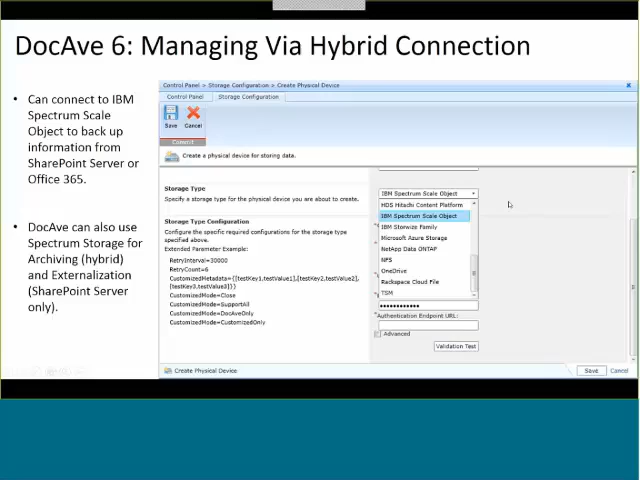 DocAve 6: Managing Via Hybrid Connection
• Can connect to IBM
Spectrum Scale
Object to back up
information from
SharePoint Server or
Office 365.
• DocAve can also use
Spectrum Storage for
Archiving (hybrid)
and Externalization
(SharePoint Server
only).
Control Panel > Storage Configuration > Create Physical Device
Control Panel
Storage Configuration
Save
Cancel
Commit
Create a physical device for storing data.
Storage Type
Specify a storage type for the physical device you are about to create.
Storage Type Configuration
Configure the specific required configurations for the storage type
specified above.
Extended Parameter Example:
RetryInterval=30000
RetryCount=6
CustomizedMetadata={[testKey1,testValue1],[testKey2,testValue2],
[testKey3,testValue3]}
CustomizedMode=Close
CustomizedMode=SupportAll
CustomizedMode=DocAveOnly
CustomizedMode=CustomizedOnly
IBM Spectrum Scale Object
HDS Hitachi Content Platform
IBM Spectrum Scale Object
IBM Storwize Family
Microsoft Azure Storage
NetApp Data ONTAP
NFS
OneDrive
Rackspace Cloud File
TSM
••••••••••••
*Authentication Endpoint URL:
Advanced
Validation Test
Create Physical Device
Save
Cancel